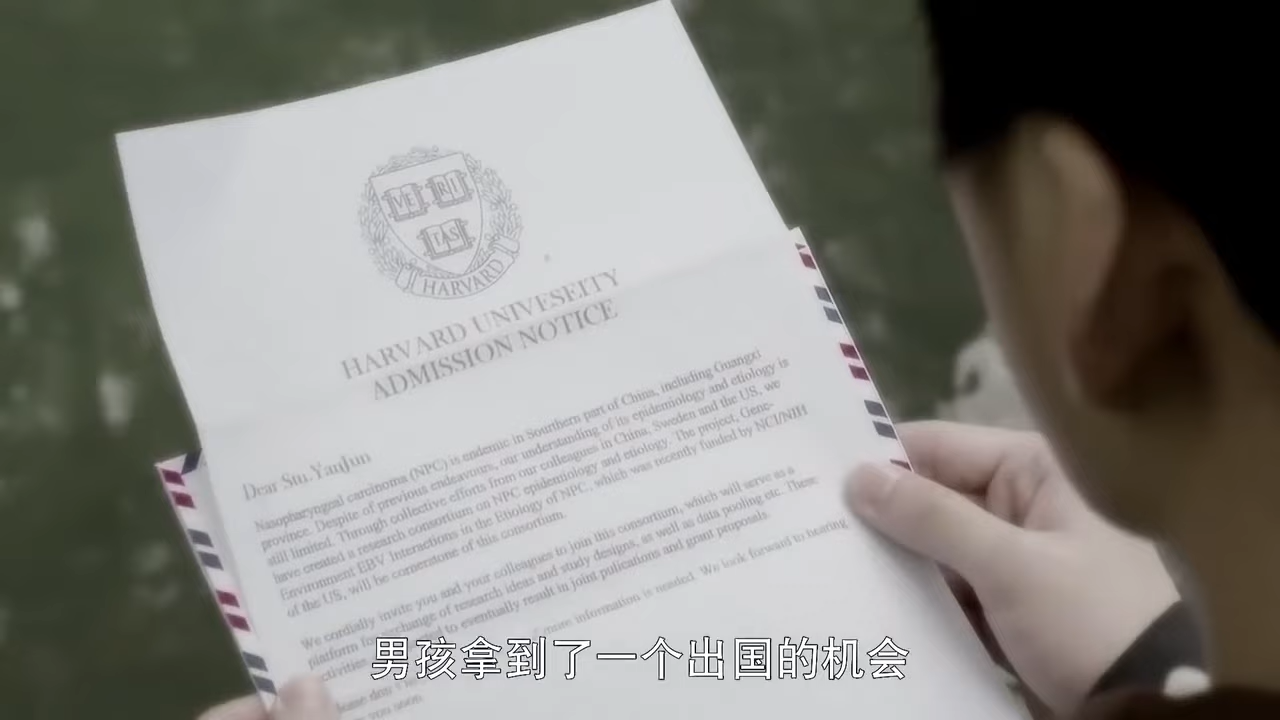 VE RI
TAS
HARVARD
HARVARD UNIVESEITY
ADMISSION NOTICE
Dear Stu. YanJun
Nasopharyngeal carcinoma (NPC) is endemic in Sourthern part of China, including Guangxi
province. Despite of previous endeavours, our understanding of its epidemiology and etiology is
still limited. Through collective efforts from our colleagues in China, Sweden and the US, we
have created a research consortium on NPC epidemiology and etiology. The project, Gene-
Environment EBV Interactions in the Etiology of NPC, which was recently funded by NCI/NIH
of the US, will be cornerstone of this consortium.
We cordially invite you and your colleagues to join this consortium, which will serve as a
platform for exchange of research ideas and study designs, as well as data pooling etc. These
activities to eventually result in joint pulications and grant proposals.
more information is needed. We look forward to hearing
you soon.
男孩拿到了一个出国的机会